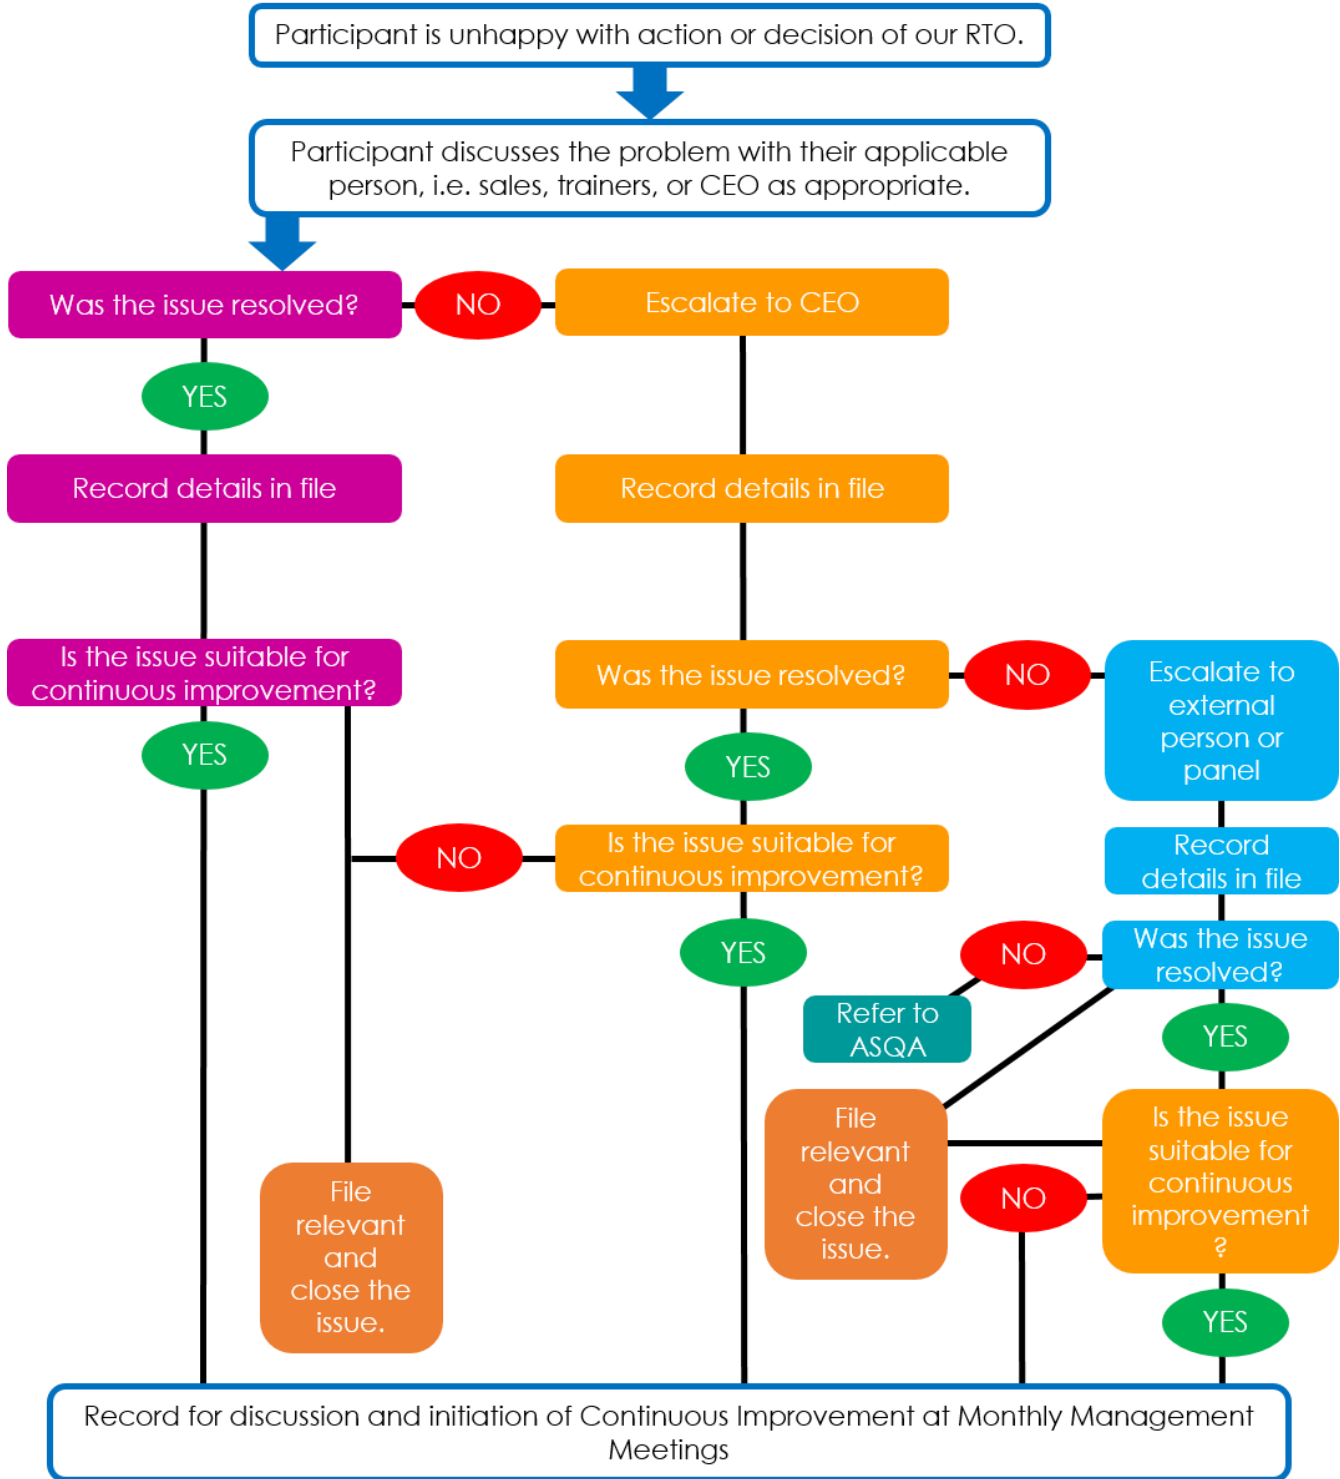 Participant is unhappy with action or decision of our RTO.
Participant discusses the problem with their applicable
person, i.e. sales, trainers, or CEO as appropriate.
Was the issue resolved?
NO
Escalate to CEO
YES
Record details in file
Record details in file
Is the issue suitable for
continuous improvement?
Was the issue resolved?
NO
Escalate to
external
person or
panel
YES
YES
NO
Is the issue suitable for
continuous improvement?
Record
details in file
YES
NO
Was the issue
resolved?
Refer to
ASQA
YES
File
relevant
and
close the
issue.
File
relevant
and
close the
issue.
NO
Is the issue
suitable for
continuous
improvement
?
YES
Record for discussion and initiation of Continuous Improvement at Monthly Management
Meetings